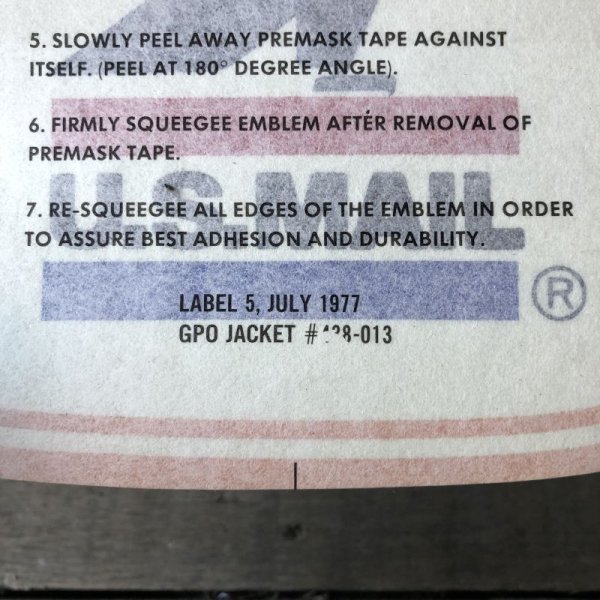 5. SLOWLY PEEL AWAY PREMASK TAPE AGAINST
ITSELF. (PEEL AT 180° DEGREE ANGLE).
6. FIRMLY SQUEEGEE EMBLEM AFTER REMOVAL OF
PREMASK TAPE.
U.S.MAIL
7. RE-SQUEEGEE ALL EDGES OF THE EMBLEM IN ORDER
TO ASSURE BEST ADHESION AND DURABILITY.
®
LABEL 5, JULY 1977
GPO JACKET